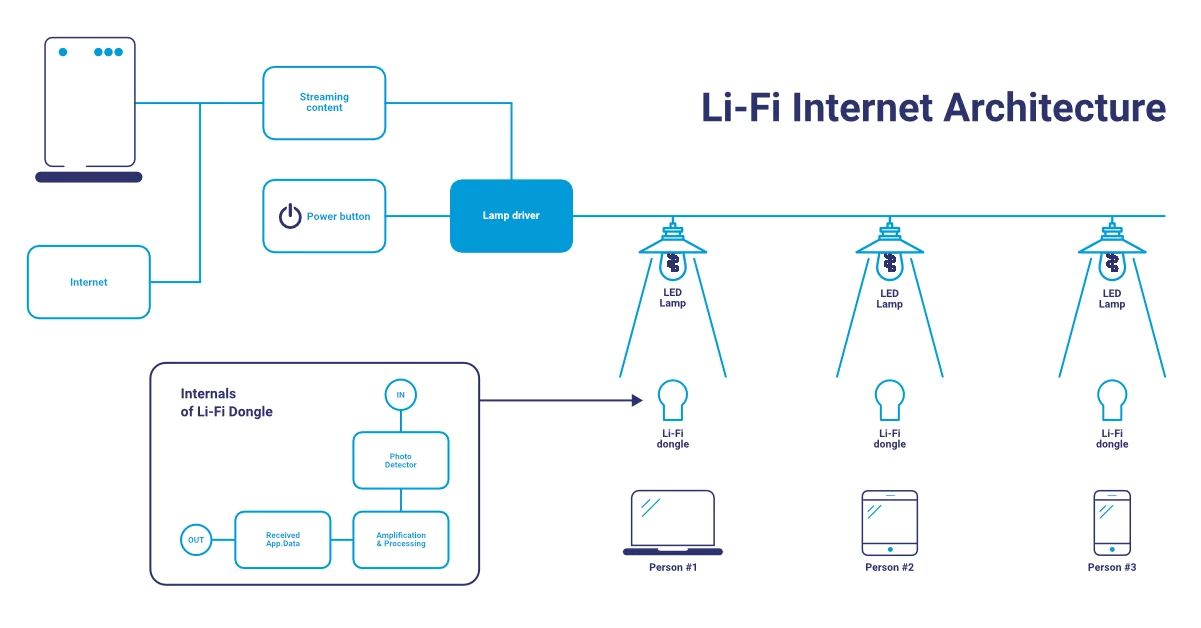 Li-Fi Internet Architecture
Streaming
content
Power button
Lamp driver
Internet
LED
Lamp
LED
Lamp
LED
Lamp
Internals
of Li-Fi Dongle
IN
Photo
Detector
Amplification
& Processing
Received
App.Data
OUT
Li-Fi
dongle
Li-Fi
dongle
Li-Fi
dongle
Person #1
Person #2
Person #3